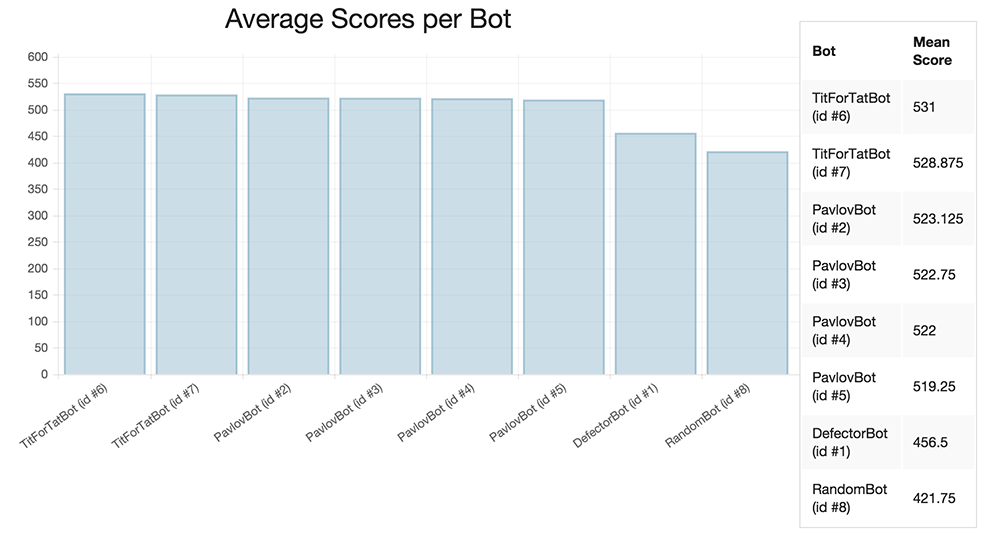 Average Scores per Bot
600
550
500
450
400
350
300
250
200
150
100
50
0
TitForTatBot (id #6)
TitForTatBot (id #7)
PavlovBot (id #2)
PavlovBot (id #3)
PavlovBot (id #4)
PavlovBot (id #5)
DefectorBot (id #1)
RandomBot (id #8)
Bot
Mean
Score
TitForTatBot
(id #6)
531
TitForTatBot
(id #7)
528.875
PavlovBot
(id #2)
523.125
PavlovBot
(id #3)
522.75
PavlovBot
(id #4)
522
PavlovBot
(id #5)
519.25
DefectorBot
(id #1)
456.5
RandomBot
(id #8)
421.75